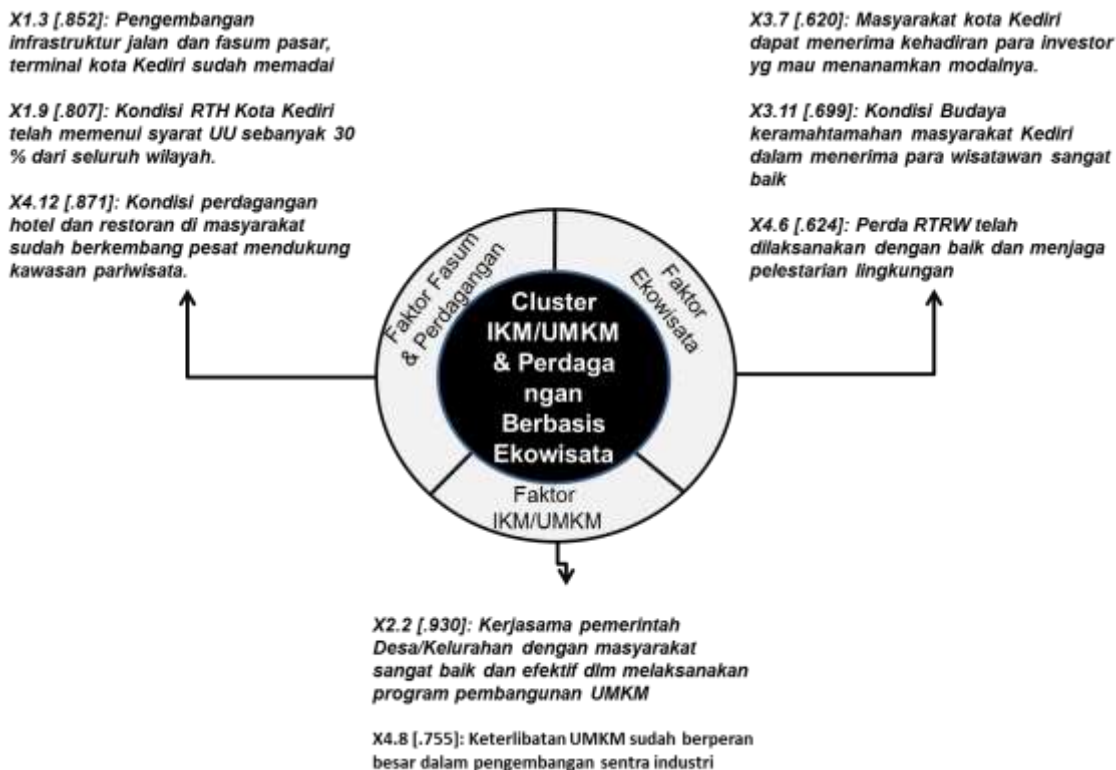 X1.3 [.852]: Pengembangan
infrastruktur jalan dan fasum pasar,
terminal kota Kediri sudah memadai
X1.9 [.807]: Kondisi RTH Kota Kediri
telah memenui syarat UU sebanyak 30
% dari seluruh wilayah.
X4.12 [.871]: Kondisi perdagangan
hotel dan restoran di masyarakat
sudah berkembang pesat mendukung
kawasan pariwisata.
X3.7 [.620]: Masyarakat kota Kediri
dapat menerima kehadiran para investor
yg mau menanamkan modalnya.
X3.11 [.699]: Kondisi Budaya
keramahtamahan masyarakat Kediri
dalam menerima para wisatawan sangat
baik
X4.6 [.624]: Perda RTRW telah
dilaksanakan dengan baik dan menjaga
pelestarian lingkungan
Faktor Fasum
& Perdagangan
Faktor
Ekowisata
Cluster
IKM/UMKM
& Perdaga
ngan
Berbasis
Ekowisata
Faktor
IKM/UMKM
X2.2 [.930]: Kerjasama pemerintah
Desa/Kelurahan dengan masyarakat
sangat baik dan efektif dlm melaksanakan
program pembangunan UMKM
X4.8 [.755]: Keterlibatan UMKM sudah berperan
besar dalam pengembangan sentra industri